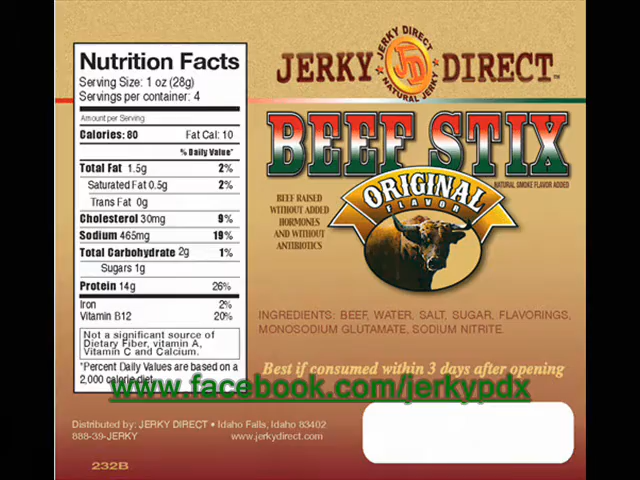 Nutrition Facts
Serving Size: 1 oz (28g)
Servings per container: 4
Amount per Serving
Calories: 80 Fat Cal: 10
% Daily Value*
Total Fat 1.5g 2%
Saturated Fat 0.5g 2%
Trans Fat 0g
Cholesterol 30mg 9%
Sodium 465mg 19%
Total Carbohydrate 2g 1%
Sugars 1g
Protein 14g 26%
Iron 2%
Vitamin B12 20%
Not a significant source of
Dietary Fiber, vitamin A,
Vitamin C and Calcium.
*Percent Daily Values are based on a
2,000 calorie diet
JERKY DIRECT
JD
NATURAL JERKY
JERKY DIRECT™
BEEF STIX
NATURAL SMOKE FLAVOR ADDED
ORIGINAL
FLAVOR
BEEF RAISED
WITHOUT ADDED
HORMONES
AND WITHOUT
ANTIBIOTICS
INGREDIENTS: BEEF, WATER, SALT, SUGAR, FLAVORINGS,
MONOSODIUM GLUTAMATE, SODIUM NITRITE.
Best if consumed within 3 days after opening
www.facebook.com/jerkypdx
Distributed by: JERKY DIRECT • Idaho Falls, Idaho 83402
888-39-JERKY www.jerkydirect.com
232B